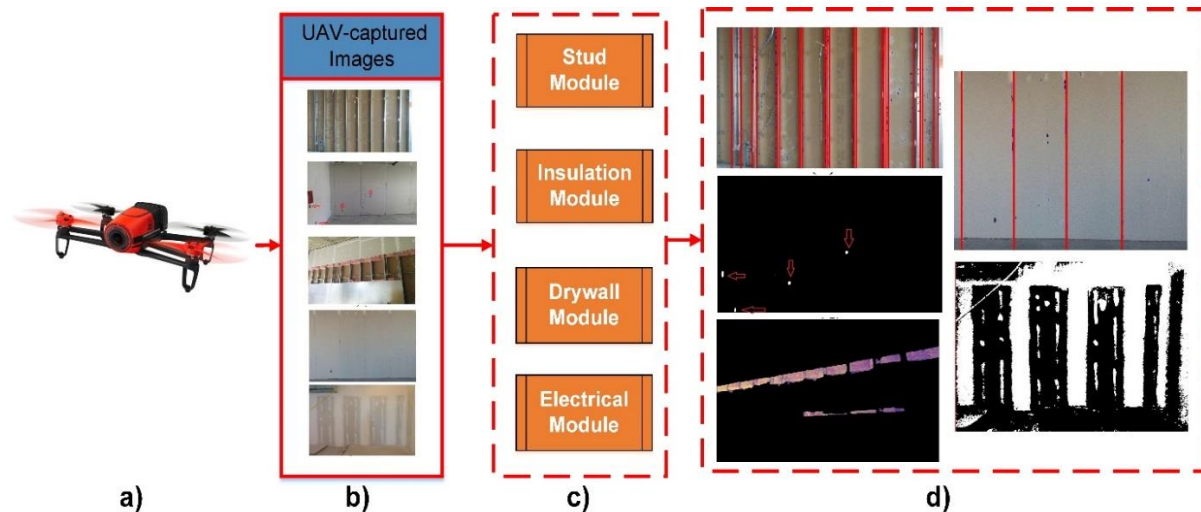 UAV-captured
Images
Stud
Module
Insulation
Module
Drywall
Module
Electrical
Module
a)
b)
c)
d)